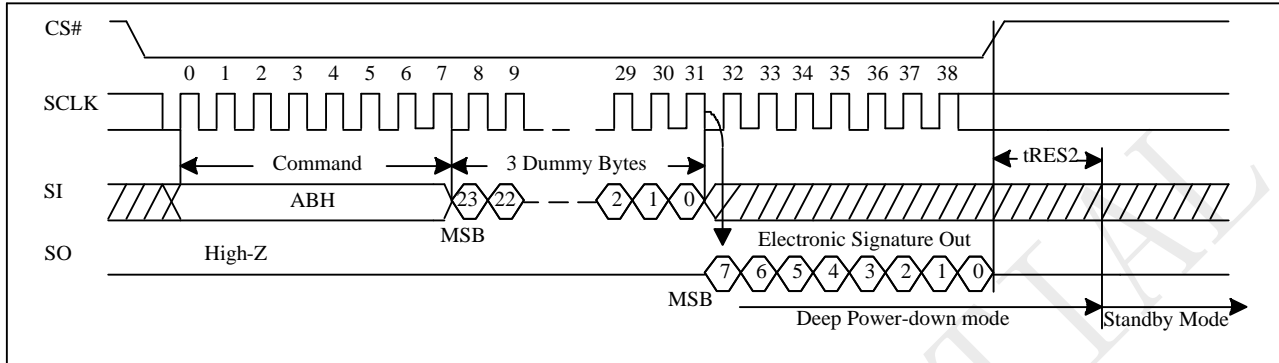 CS#
0 1 2 3 4 5 6 7 8 9 29 30 31 32 33 34 35 36 37 38
SCLK
Command 3 Dummy Bytes tRES2
SI ABH 23 22 2 1 0
MSB
SO High-Z Electronic Signature Out
7 6 5 4 3 2 1 0
MSB
Deep Power-down mode Standby Mode
TIAL